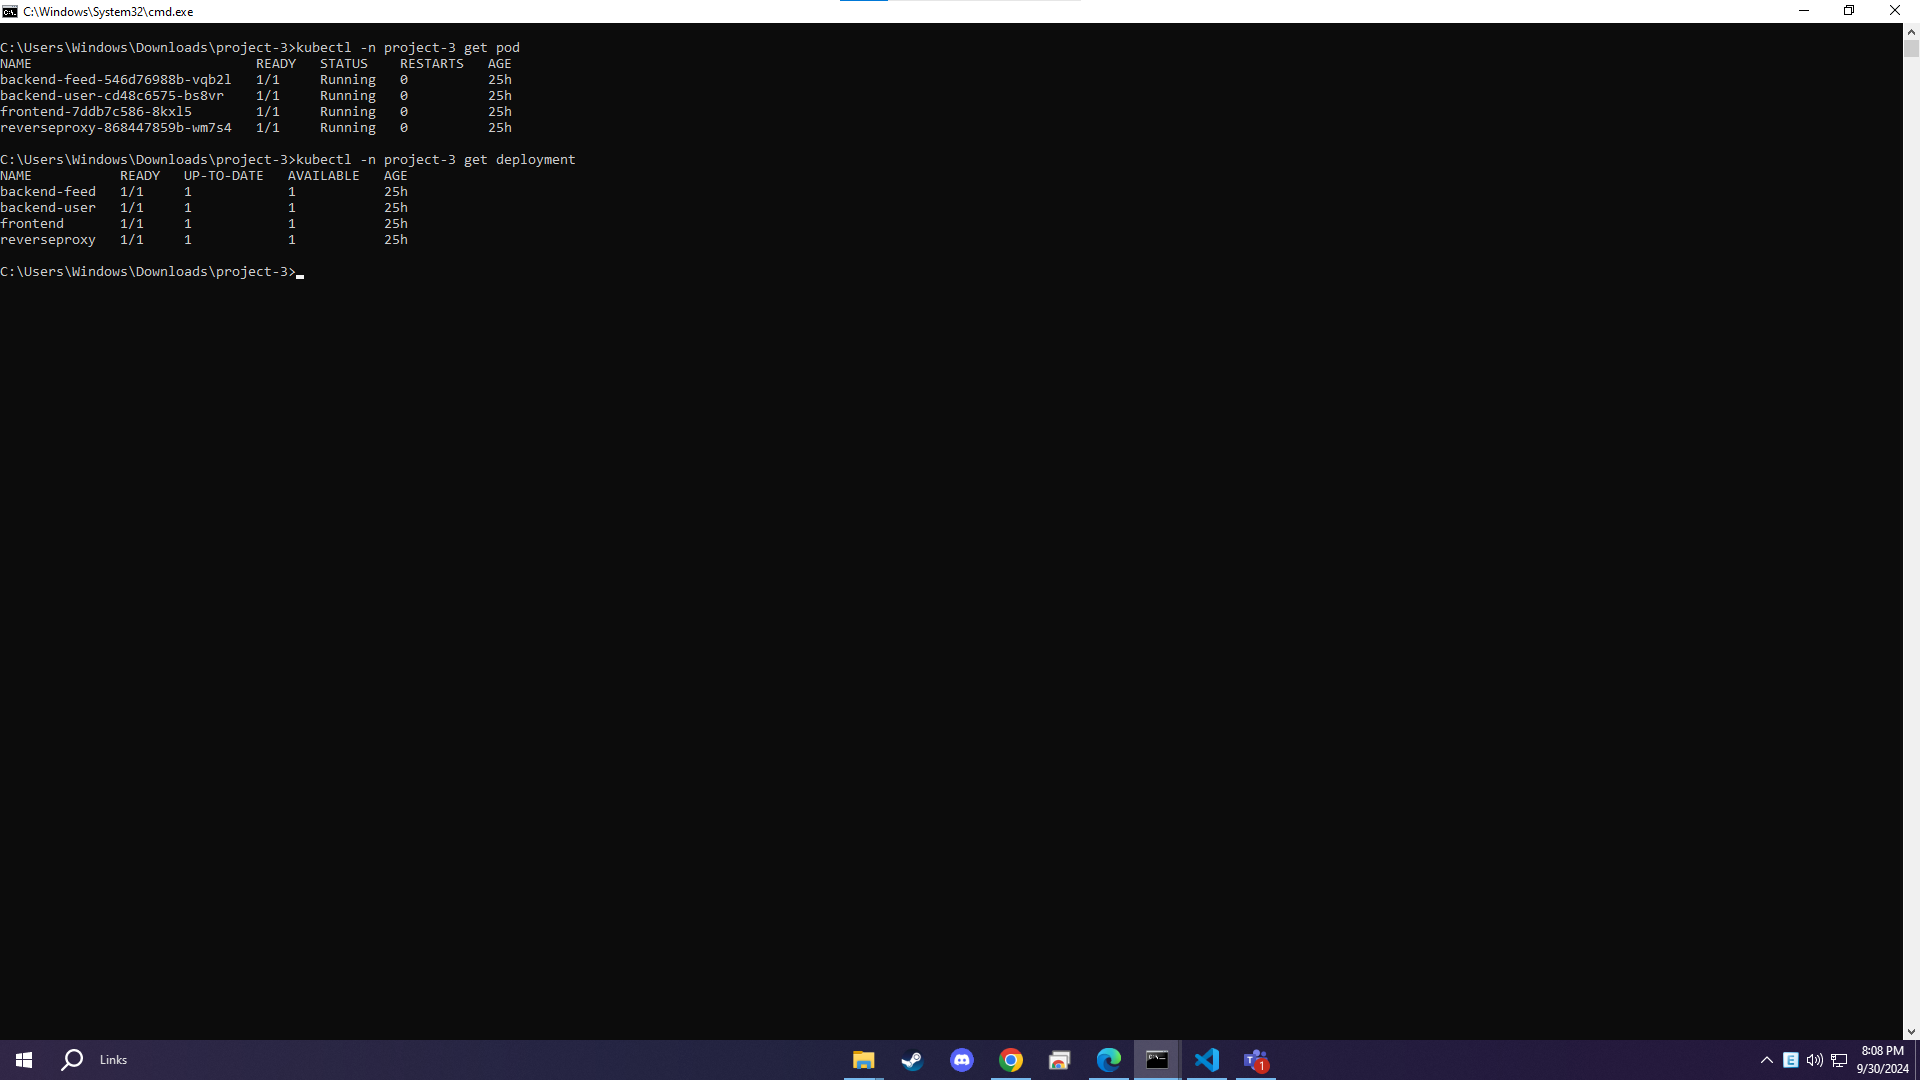 C:\Windows\System32\cmd.exe
C:\Users\Windows\Downloads\project-3>kubectl -n project-3 get pod
NAME                            READY   STATUS    RESTARTS   AGE
backend-feed-546d76988b-vqb2l   1/1     Running   0          25h
backend-user-cd48c6575-bs8vr    1/1     Running   0          25h
frontend-7ddb7c586-8kxl5        1/1     Running   0          25h
reverseproxy-868447859b-wm7s4   1/1     Running   0          25h
C:\Users\Windows\Downloads\project-3>kubectl -n project-3 get deployment
NAME           READY   UP-TO-DATE   AVAILABLE   AGE
backend-feed   1/1     1            1           25h
backend-user   1/1     1            1           25h
frontend       1/1     1            1           25h
reverseproxy   1/1     1            1           25h
C:\Users\Windows\Downloads\project-3>
Links
1
E
8:08 PM
9/30/2024